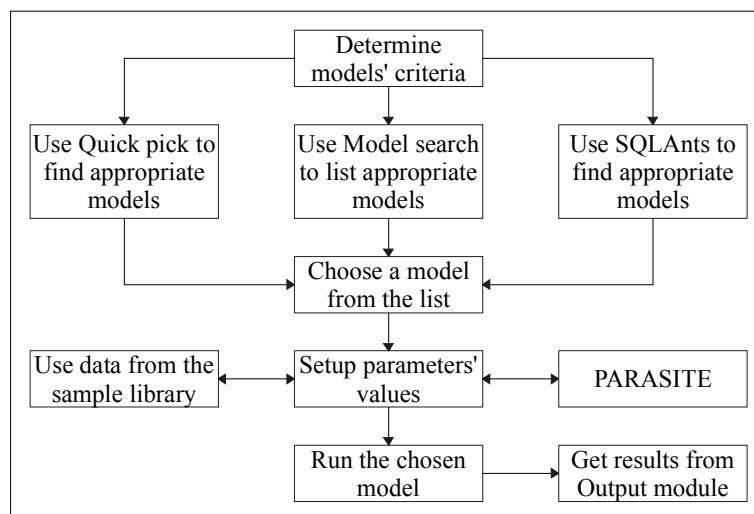 Determine
models' criteria
Use Quick pick to
find appropriate
models
Use Model search
to list appropriate
models
Use SQLAnts to
find appropriate
models
Choose a model
from the list
Use data from the
sample library
Setup parameters'
values
PARASITE
Run the chosen
model
Get results from
Output module